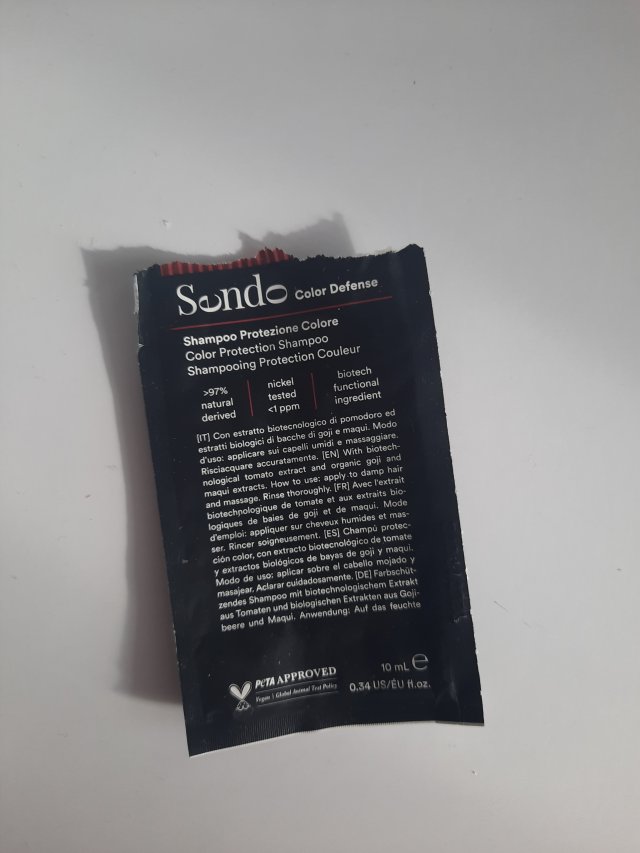 Sendo Color Defense
Shampoo Protezione Colore
Color Protection Shampoo
Shampooing Protection Couleur
>97%
natural
derived
nickel
tested
<1 ppm
biotech
functional
ingredient
[IT] Con estratto biotecnologico di pomodoro ed
estratti biologici di bacche di goji e maqui. Modo
d'uso: applicare sui capelli umidi e massaggiare.
Risciacquare accuratamente. [EN] With biotech-
nological tomato extract and organic goji and
maqui extracts. How to use: apply to damp hair
and massage. Rinse thoroughly. [FR] Avec l'extrait
biotechnologique de tomate et aux extraits bio-
logiques de baies de goji et de maqui. Mode
d'emploi: appliquer sur cheveux humides et mas-
ser. Rincer soigneusement. [ES] Champú protec-
ción color, con extracto biotecnológico de tomate
y extractos biológicos de bayas de goji y maqui.
Modo de uso: aplicar sobre el cabello mojado y
masajear. Aclarar cuidadosamente. [DE] Farbschüt-
zendes Shampoo mit biotechnologischem Extrakt
aus Tomaten und biologischen Extrakten aus Goji-
beere und Maqui. Anwendung: Auf das feuchte
PETA APPROVED
Vegan | Global Animal Test Policy
10 mL e
0.34 US/EU fl.oz.